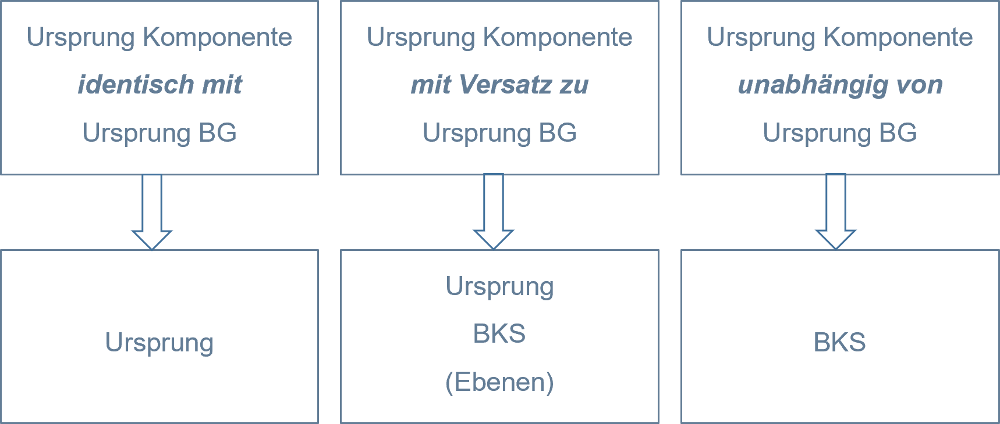 Ursprung Komponente
identisch mit
Ursprung BG
Ursprung Komponente
mit Versatz zu
Ursprung BG
Ursprung Komponente
unabhängig von
Ursprung BG
Ursprung
Ursprung
BKS
(Ebenen)
BKS